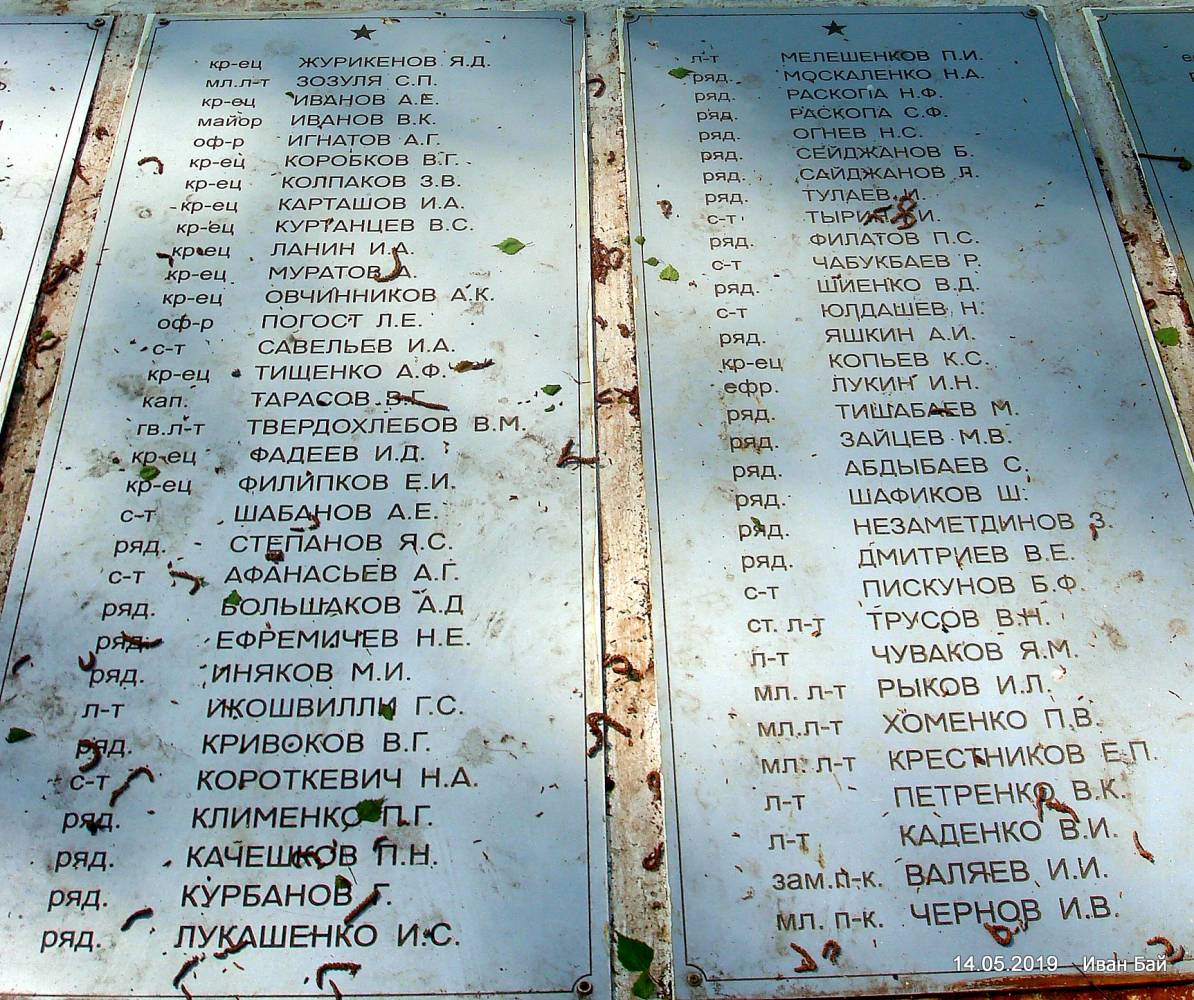 кр-ец ЖУРИКЕНОВ Я.Д.
мл.л-т ЗОЗУЛЯ С.П.
кр-ец ИВАНОВ А.Е.
майор ИВАНОВ В.К.
оф-р ИГНАТОВ А.Г.
кр-ец КОРОБКОВ В.Г.
кр-ец КОЛПАКОВ З.В.
кр-ец КАРТАШОВ И.А.
кр-ец КУРТАНЦЕВ В.С.
кр-ец ЛАНИН И.А.
кр-ец МУРАТОВ А.
кр-ец ОВЧИННИКОВ А.К.
оф-р ПОГОСТ Л.Е.
с-т САВЕЛЬЕВ И.А.
кр-ец ТИЩЕНКО А.Ф.
кап. ТАРАСОВ В.Г.
гв.л-т ТВЕРДОХЛЕБОВ В.М.
кр-ец ФАДЕЕВ И.Д.
кр-ец ФИЛИПКОВ Е.И.
с-т ШАБАНОВ А.Е.
ряд. СТЕПАНОВ Я.С.
с-т АФАНАСЬЕВ А.Г.
ряд. БОЛЬШАКОВ А.Д
ряд. ЕФРЕМИЧЕВ Н.Е.
ряд. ИНЯКОВ М.И.
л-т ИКОШВИЛЛИ Г.С.
ряд. КРИВОКОВ В.Г.
с-т КОРОТКЕВИЧ Н.А.
ряд. КЛИМЕНКО П.Г.
ряд. КАЧЕШКОВ П.Н.
ряд. КУРБАНОВ Г.
ряд. ЛУКАШЕНКО И.С.
л-т МЕЛЕШЕНКОВ П.И.
ряд. МОСКАЛЕНКО Н.А.
ряд. РАСКОПА Н.Ф.
ряд. РАСКОПА С.Ф.
ряд. ОГНЕВ Н.С.
ряд. СЕЙДЖАНОВ Б.
ряд. САЙДЖАНОВ Я.
ряд. ТУЛАЕВ И.
с-т И.
ряд. ФИЛАТОВ П.С.
с-т ЧАБУКБАЕВ Р.
ряд. ШИЕНКО В.Д.
с-т ЮЛДАШЕВ Н.
ряд. ЯШКИН А.И.
кр-ец КОПЬЕВ К.С.
ефр. ЛУКИН И.Н.
ряд. ТИШАБАЕВ М.
ряд. ЗАЙЦЕВ М.В.
ряд. АБДЫБАЕВ С.
ряд. ШАФИКОВ Ш.
ряд. НЕЗАМЕТДИНОВ З.
ряд. ДМИТРИЕВ В.Е.
с-т ПИСКУНОВ Б.Ф.
ст. л-т ТРУСОВ В.Н.
л-т ЧУВАКОВ Я.М.
мл. л-т РЫКОВ И.Л.
мл.л-т ХОМЕНКО П.В.
мл. л-т КРЕСТНИКОВ Е.П.
л-т ПЕТРЕНКО В.К.
л-т КАДЕНКО В.И.
зам.п-к. ВАЛЯЕВ И.И.
мл. п-к. ЧЕРНОВ И.В.
14.05.2019 Иван Бай